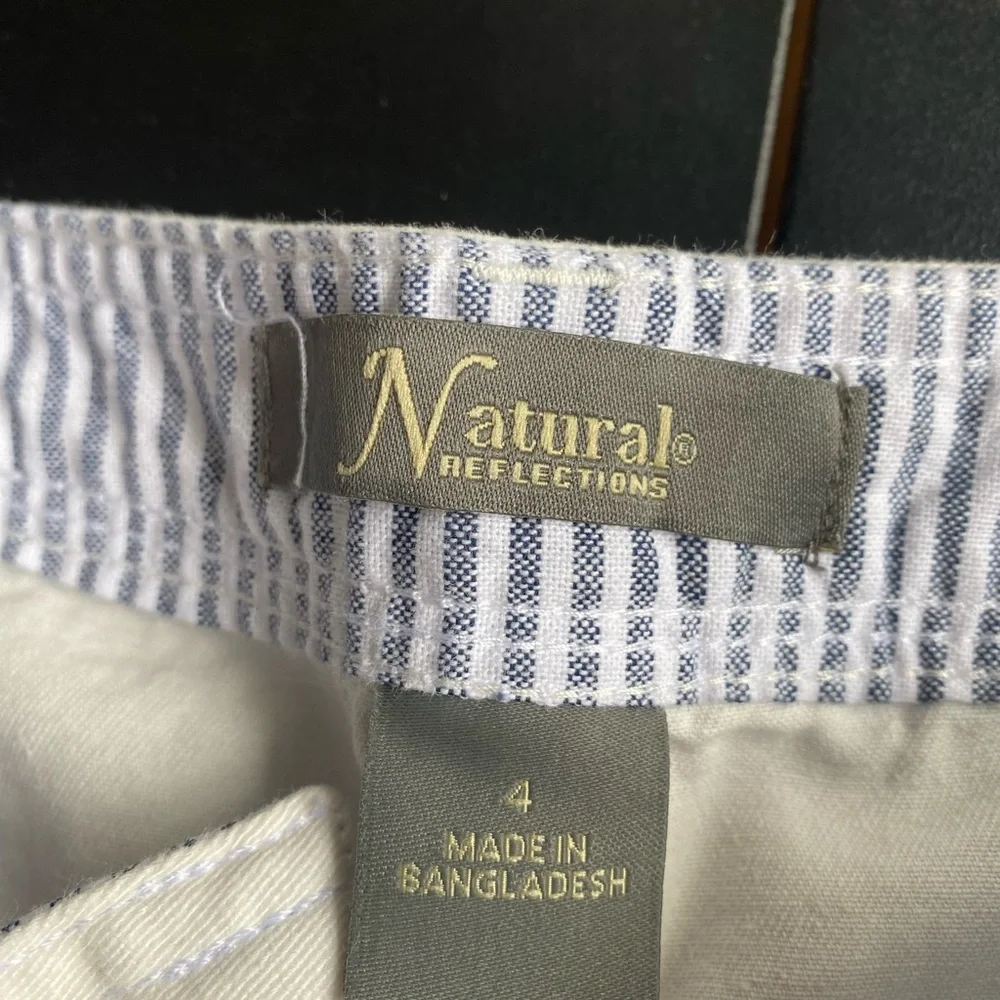 Natural®
REFLECTIONS
4
MADE IN
BANGLADESH